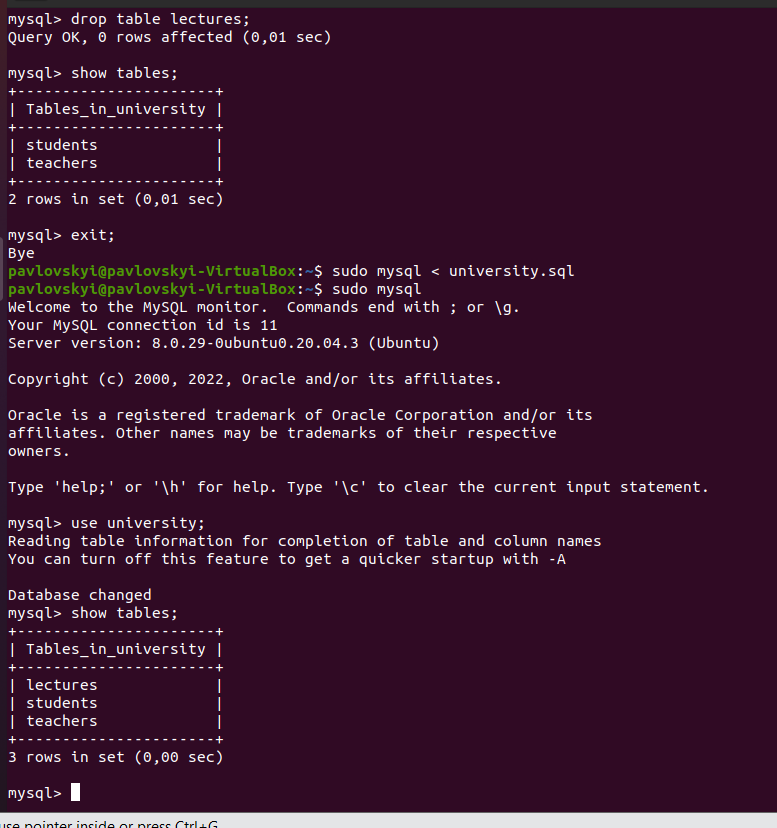 mysql> drop table lectures;
Query OK, 0 rows affected (0,01 sec)
mysql> show tables;
+----------------------+
| Tables_in_university |
+----------------------+
| students             |
| teachers             |
+----------------------+
2 rows in set (0,01 sec)
mysql> exit;
Bye
pavlovskyi@pavlovskyi-VirtualBox:~$ sudo mysql < university.sql
pavlovskyi@pavlovskyi-VirtualBox:~$ sudo mysql
Welcome to the MySQL monitor.  Commands end with ; or \g.
Your MySQL connection id is 11
Server version: 8.0.29-0ubuntu0.20.04.3 (Ubuntu)
Copyright (c) 2000, 2022, Oracle and/or its affiliates.
Oracle is a registered trademark of Oracle Corporation and/or its
affiliates. Other names may be trademarks of their respective
owners.
Type 'help;' or '\h' for help. Type '\c' to clear the current input statement.
mysql> use university;
Reading table information for completion of table and column names
You can turn off this feature to get a quicker startup with -A
Database changed
mysql> show tables;
+----------------------+
| Tables_in_university |
+----------------------+
| lectures             |
| students             |
| teachers             |
+----------------------+
3 rows in set (0,00 sec)
mysql>
use pointer inside or press Ctrl+G